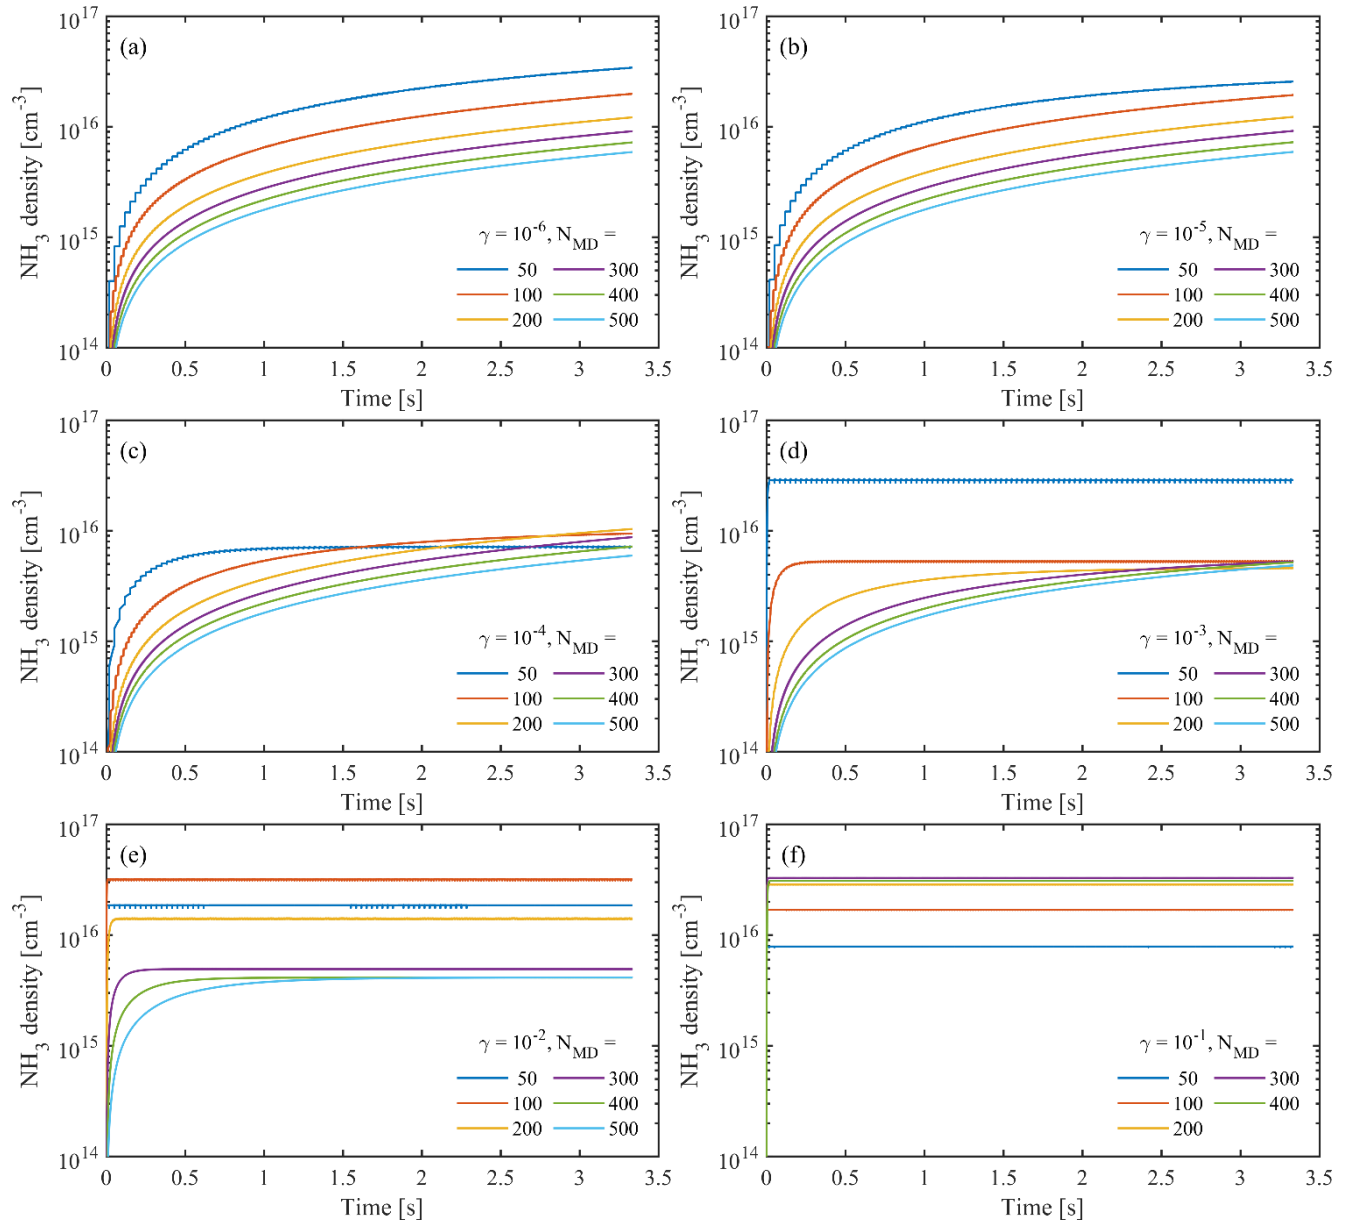 (a)
NH3 density [cm-3]
10^17
10^16
10^15
10^14
γ = 10^-6, N_MD =
50 300
100 400
200 500
0 0.5 1 1.5 2 2.5 3 3.5
Time [s]
(b)
NH3 density [cm-3]
10^17
10^16
10^15
10^14
γ = 10^-5, N_MD =
50 300
100 400
200 500
0 0.5 1 1.5 2 2.5 3 3.5
Time [s]
(c)
NH3 density [cm-3]
10^17
10^16
10^15
10^14
γ = 10^-4, N_MD =
50 300
100 400
200 500
0 0.5 1 1.5 2 2.5 3 3.5
Time [s]
(d)
NH3 density [cm-3]
10^17
10^16
10^15
10^14
γ = 10^-3, N_MD =
50 300
100 400
200 500
0 0.5 1 1.5 2 2.5 3 3.5
Time [s]
(e)
NH3 density [cm-3]
10^17
10^16
10^15
10^14
γ = 10^-2, N_MD =
50 300
100 400
200 500
0 0.5 1 1.5 2 2.5 3 3.5
Time [s]
(f)
NH3 density [cm-3]
10^17
10^16
10^15
10^14
γ = 10^-1, N_MD =
50 300
100 400
200
0 0.5 1 1.5 2 2.5 3 3.5
Time [s]